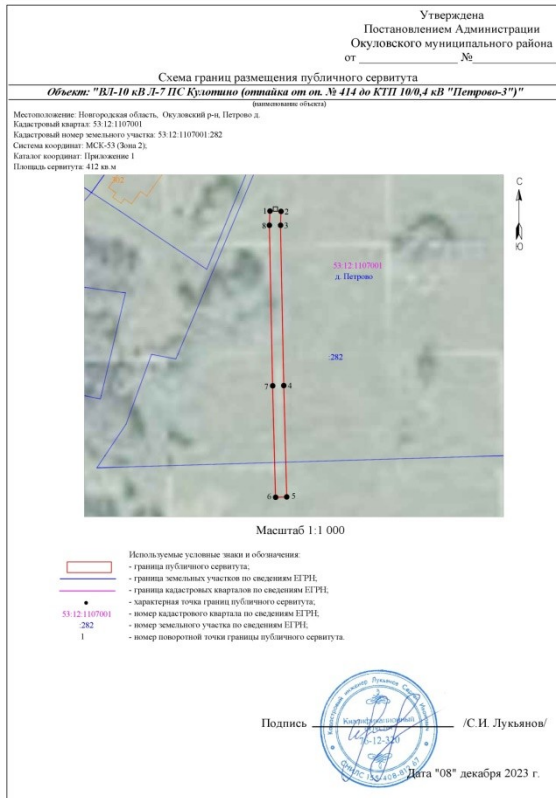 Утверждена
Постановлением Администрации
Окуловского муниципального района
от ________________ №________________
Схема границ размещения публичного сервитута
Объект: "ВЛ-10 кВ Л-7 ПС Кулотино (отпайка от оп. № 414 до КТП 10/0,4 кВ "Петрово-3")"
(наименование объекта)
Местоположение: Новгородская область, Окуловский р-н, Петрово д.
Кадастровый квартал: 53:12:1107001
Кадастровый номер земельного участка: 53:12:1107001:282
Система координат: МСК-53 (Зона 2);
Каталог координат: Приложение 1
Площадь сервитута: 412 кв.м
С
Ю
1 2
8 3
53:12:1107001
д. Петрово
:282
7 4
6 5
Масштаб 1:1 000
Используемые условные знаки и обозначения:
- граница публичного сервитута;
- граница земельных участков по сведениям ЕГРН;
- граница кадастровых кварталов по сведениям ЕГРН;
- характерная точка границ публичного сервитута;
53:12:1107001 - номер кадастрового квартала по сведениям ЕГРН;
:282 - номер земельного участка по сведениям ЕГРН;
1 - номер поворотной точки границы публичного сервитута.
Подпись /С.И. Лукьянов/
Кадастровый инженер Лукьянов
Квалификационный
Дата "08" декабря 2023 г.